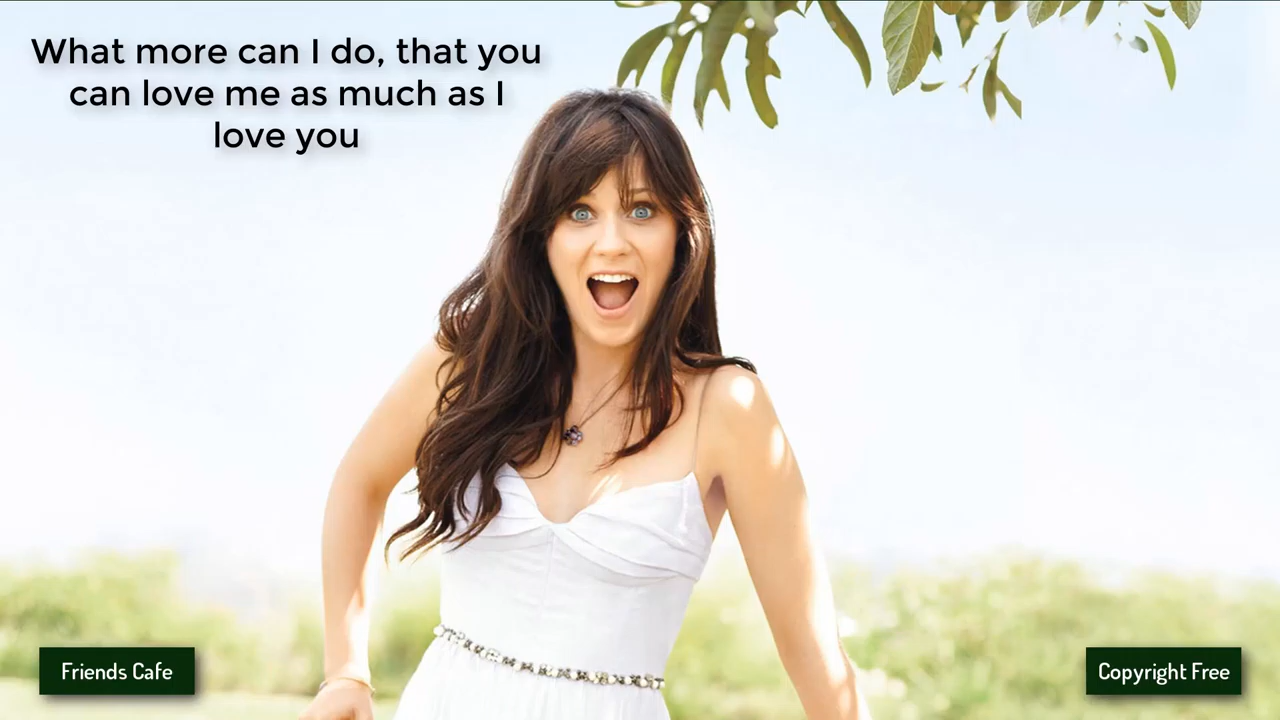 What more can I do, that you
can love me as much as I
love you
Friends Cafe
Copyright Free